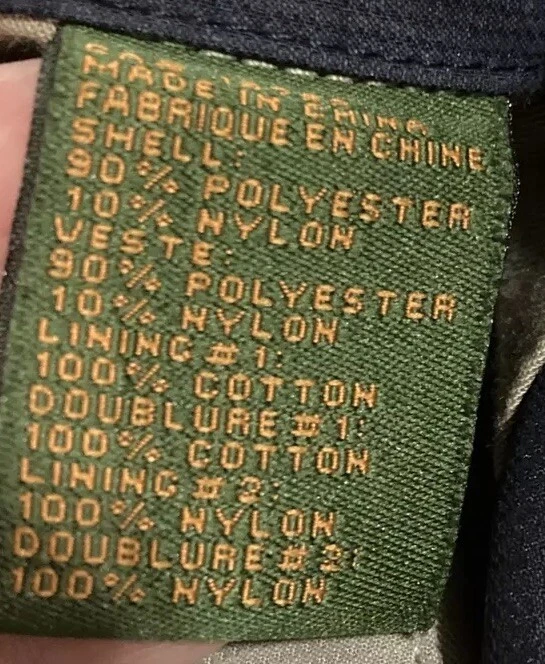 MADE IN CHINA
FABRIQUE EN CHINE
SHELL:
90% POLYESTER
10% NYLON
VESTE:
90% POLYESTER
10% NYLON
LINING #1:
100% COTTON
DOUBLURE #1:
100% COTTON
LINING #2:
100% NYLON
DOUBLURE #2:
100% NYLON